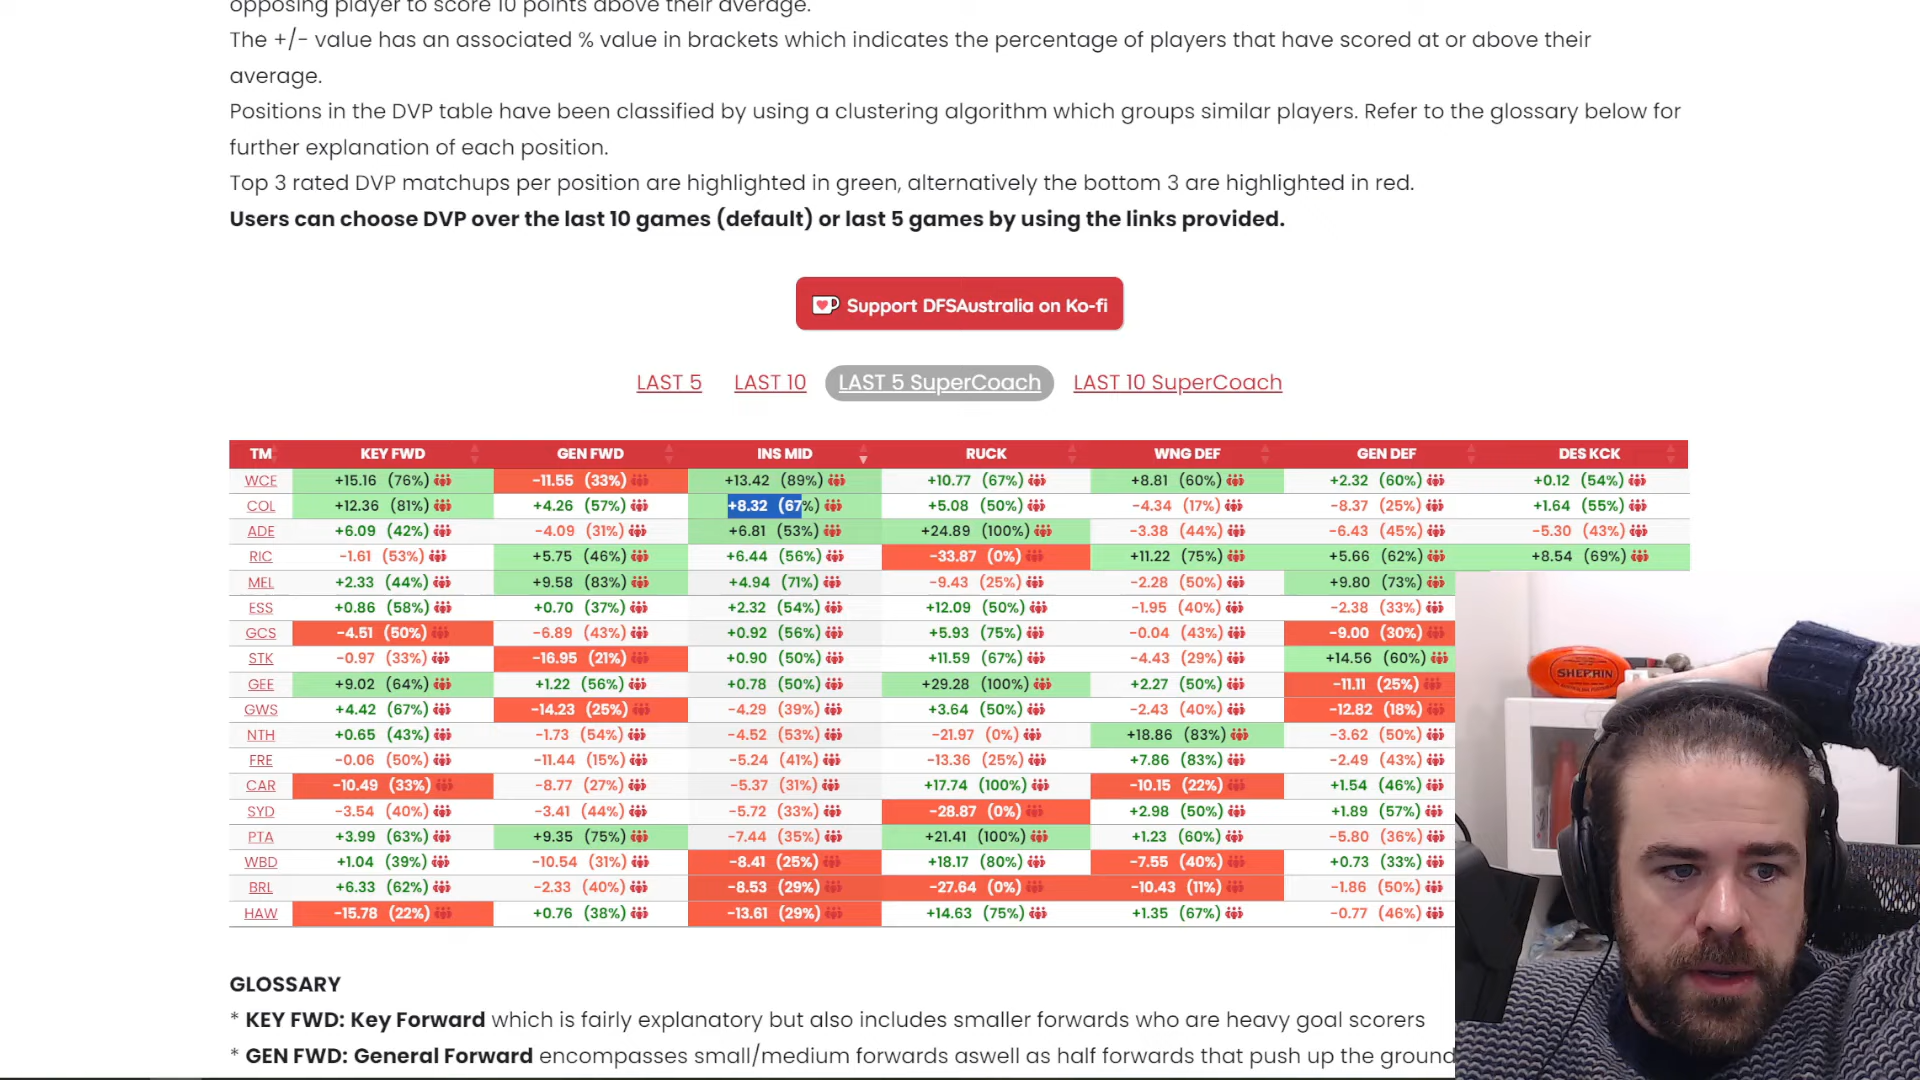 opposing player to score 10 points above their average.
The +/- value has an associated % value in brackets which indicates the percentage of players that have scored at or above their
average.
Positions in the DVP table have been classified by using a clustering algorithm which groups similar players. Refer to the glossary below for
further explanation of each position.
Top 3 rated DVP matchups per position are highlighted in green, alternatively the bottom 3 are highlighted in red.
Users can choose DVP over the last 10 games (default) or last 5 games by using the links provided.
Support DFSAustralia on Ko-fi
LAST 5 LAST 10 LAST 5 SuperCoach LAST 10 SuperCoach
TM KEY FWD GEN FWD INS MID RUCK WNG DEF GEN DEF DES KCK
WCE +15.16 (76%) -11.55 (33%) +13.42 (89%) +10.77 (67%) +8.81 (60%) +2.32 (60%) +0.12 (54%)
COL +12.36 (81%) +4.26 (57%) +8.32 (67%) +5.08 (50%) -4.34 (17%) -8.37 (25%) +1.64 (55%)
ADE +6.09 (42%) -4.09 (31%) +6.81 (53%) +24.89 (100%) -3.38 (44%) -6.43 (45%) -5.30 (43%)
RIC -1.61 (53%) +5.75 (46%) +6.44 (56%) -33.87 (0%) +11.22 (75%) +5.66 (62%) +8.54 (69%)
MEL +2.33 (44%) +9.58 (83%) +4.94 (71%) -9.43 (25%) -2.28 (50%) +9.80 (73%)
ESS +0.86 (58%) +0.70 (37%) +2.32 (54%) +12.09 (50%) -1.95 (40%) -2.38 (33%)
GCS -4.51 (50%) -6.89 (43%) +0.92 (56%) +5.93 (75%) -0.04 (43%) -9.00 (30%)
STK -0.97 (33%) -16.95 (21%) +0.90 (50%) +11.59 (67%) -4.43 (29%) +14.56 (60%)
GEE +9.02 (64%) +1.22 (56%) +0.78 (50%) +29.28 (100%) +2.27 (50%) -11.11 (25%)
GWS +4.42 (67%) -14.23 (25%) -4.29 (39%) +3.64 (50%) -2.43 (40%) -12.82 (18%)
NTH +0.65 (43%) -1.73 (54%) -4.52 (53%) -21.97 (0%) +18.86 (83%) -3.62 (50%)
FRE -0.06 (50%) -11.44 (15%) -5.24 (41%) -13.36 (25%) +7.86 (83%) -2.49 (43%)
CAR -10.49 (33%) -8.77 (27%) -5.37 (31%) +17.74 (100%) -10.15 (22%) +1.54 (46%)
SYD -3.54 (40%) -3.41 (44%) -5.72 (33%) -28.87 (0%) +2.98 (50%) +1.89 (57%)
PTA +3.99 (63%) +9.35 (75%) -7.44 (35%) +21.41 (100%) +1.23 (60%) -5.80 (36%)
WBD +1.04 (39%) -10.54 (31%) -8.41 (25%) +18.17 (80%) -7.55 (40%) +0.73 (33%)
BRL +6.33 (62%) -2.33 (40%) -8.53 (29%) -27.64 (0%) -10.43 (11%) -1.86 (50%)
HAW -15.78 (22%) +0.76 (38%) -13.61 (29%) +14.63 (75%) +1.35 (67%) -0.77 (46%)
SHERRIN
GLOSSARY
* KEY FWD: Key Forward which is fairly explanatory but also includes smaller forwards who are heavy goal scorers
* GEN FWD: General Forward encompasses small/medium forwards aswell as half forwards that push up the ground